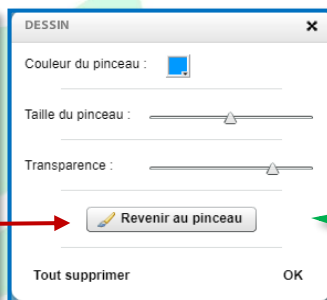 DESSIN
Couleur du pinceau :
Taille du pinceau :
Transparence :
Revenir au pinceau
Tout supprimer OK